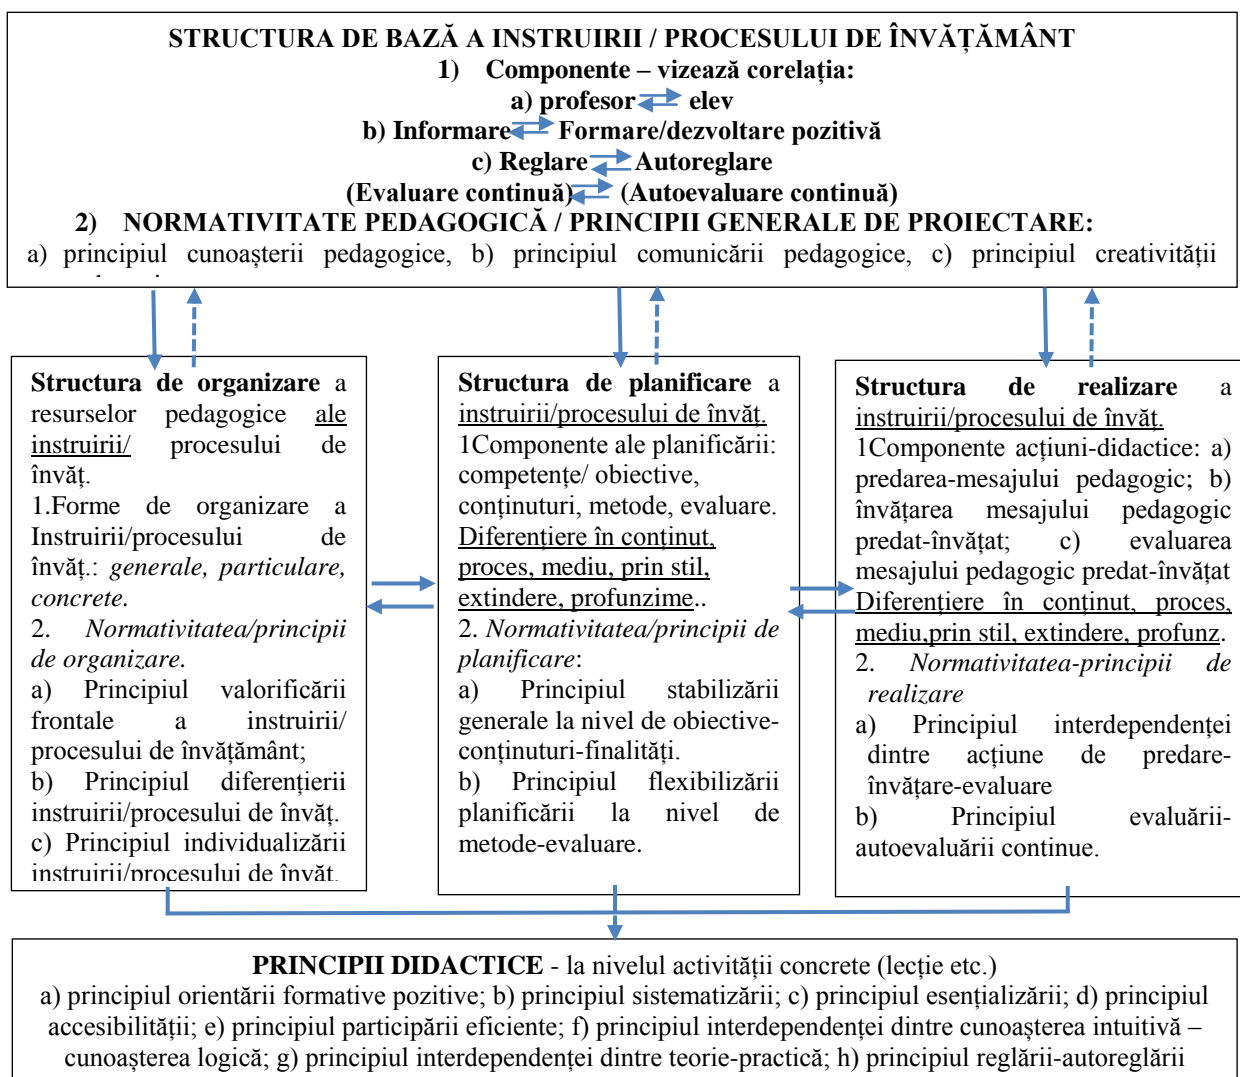 STRUCTURA DE BAZĂ A INSTRUIRII / PROCESULUI DE ÎNVĂȚĂMÂNT
1) Componente – vizează corelația:
a) profesor elev
b) Informare Formare/dezvoltare pozitivă
c) Reglare Autoreglare
(Evaluare continuă) (Autoevaluare continuă)
2) NORMATIVITATE PEDAGOGICĂ / PRINCIPII GENERALE DE PROIECTARE:
a) principiul cunoașterii pedagogice, b) principiul comunicării pedagogice, c) principiul creativității
Structura de organizare a
resurselor pedagogice ale
instruirii/ procesului de
învăț.
1.Forme de organizare a
Instruirii/procesului de
învăț.: generale, particulare,
concrete.
2. Normativitatea/principii
de organizare.
a) Principiul valorificării
frontale a instruirii/
procesului de învățământ;
b) Principiul diferențierii
instruirii/procesului de învăț.
c) Principiul individualizării
instruirii/procesului de învăț.
Structura de planificare a
instruirii/procesului de învăț.
1Componente ale planificării:
competențe/ obiective,
conținuturi, metode, evaluare.
Diferențiere în conținut,
proces, mediu, prin stil,
extindere, profunzime..
2. Normativitatea/principii de
planificare:
a) Principiul stabilizării
generale la nivel de obiective-
conținuturi-finalități.
b) Principiul flexibilizării
planificării la nivel de
metode-evaluare.
Structura de realizare a
instruirii/procesului de învăț.
1Componente acțiuni-didactice: a)
predarea-mesajului pedagogic; b)
învățarea mesajului pedagogic
predat-învățat; c) evaluarea
mesajului pedagogic predat-învățat
Diferențiere în conținut, proces,
mediu,prin stil, extindere, profunz.
2. Normativitatea-principii de
realizare
a) Principiul interdependenței
dintre acțiune de predare-
învățare-evaluare
b) Principiul evaluării-
autoevaluării continue.
PRINCIPII DIDACTICE - la nivelul activității concrete (lecție etc.)
a) principiul orientării formative pozitive; b) principiul sistematizării; c) principiul esențializării; d) principiul
accesibilității; e) principiul participării eficiente; f) principiul interdependenței dintre cunoașterea intuitivă –
cunoașterea logică; g) principiul interdependenței dintre teorie-practică; h) principiul reglării-autoreglării